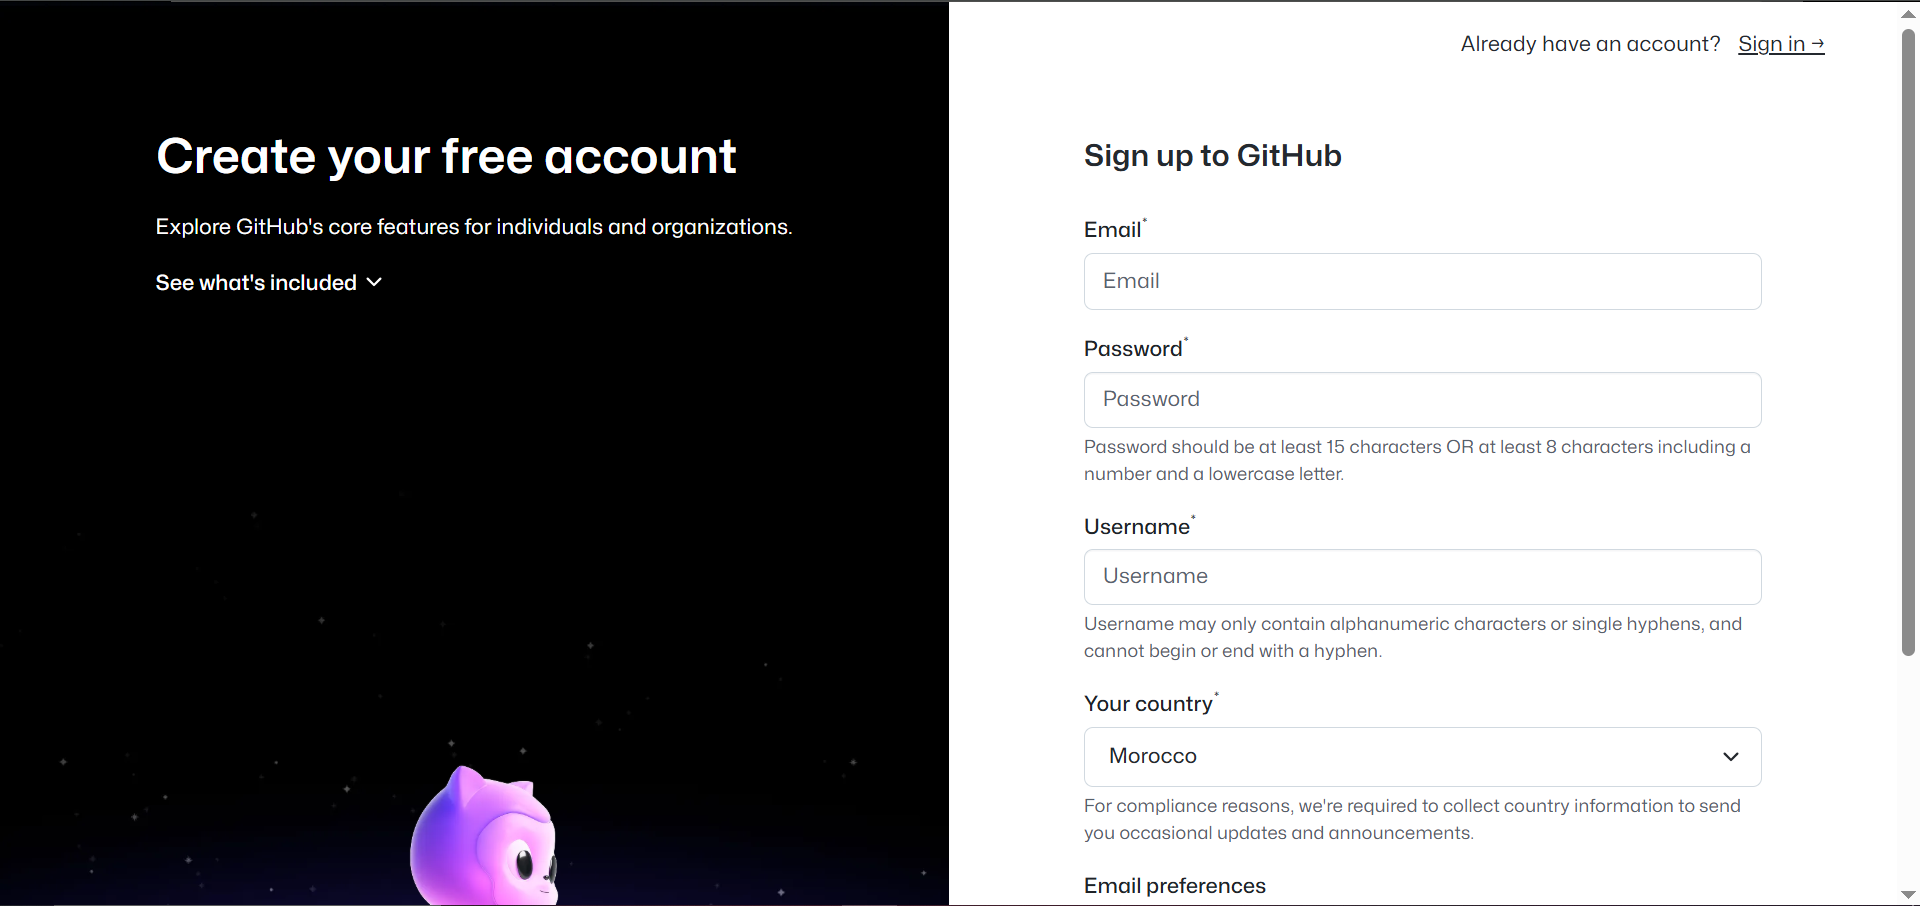 Already have an account? Sign in →
Create your free account
Explore GitHub's core features for individuals and organizations.
See what's included
Sign up to GitHub
Email*
Email
Password*
Password
Password should be at least 15 characters OR at least 8 characters including a
number and a lowercase letter.
Username*
Username
Username may only contain alphanumeric characters or single hyphens, and
cannot begin or end with a hyphen.
Your country*
Morocco
For compliance reasons, we're required to collect country information to send
you occasional updates and announcements.
Email preferences